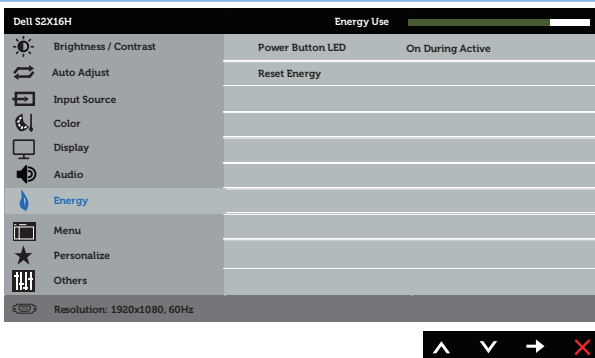 Dell S2X16H Energy Use
Brightness / Contrast Power Button LED On During Active
Auto Adjust Reset Energy
Input Source
Color
Display
Audio
Energy
Menu
Personalize
Others
Resolution: 1920x1080, 60Hz